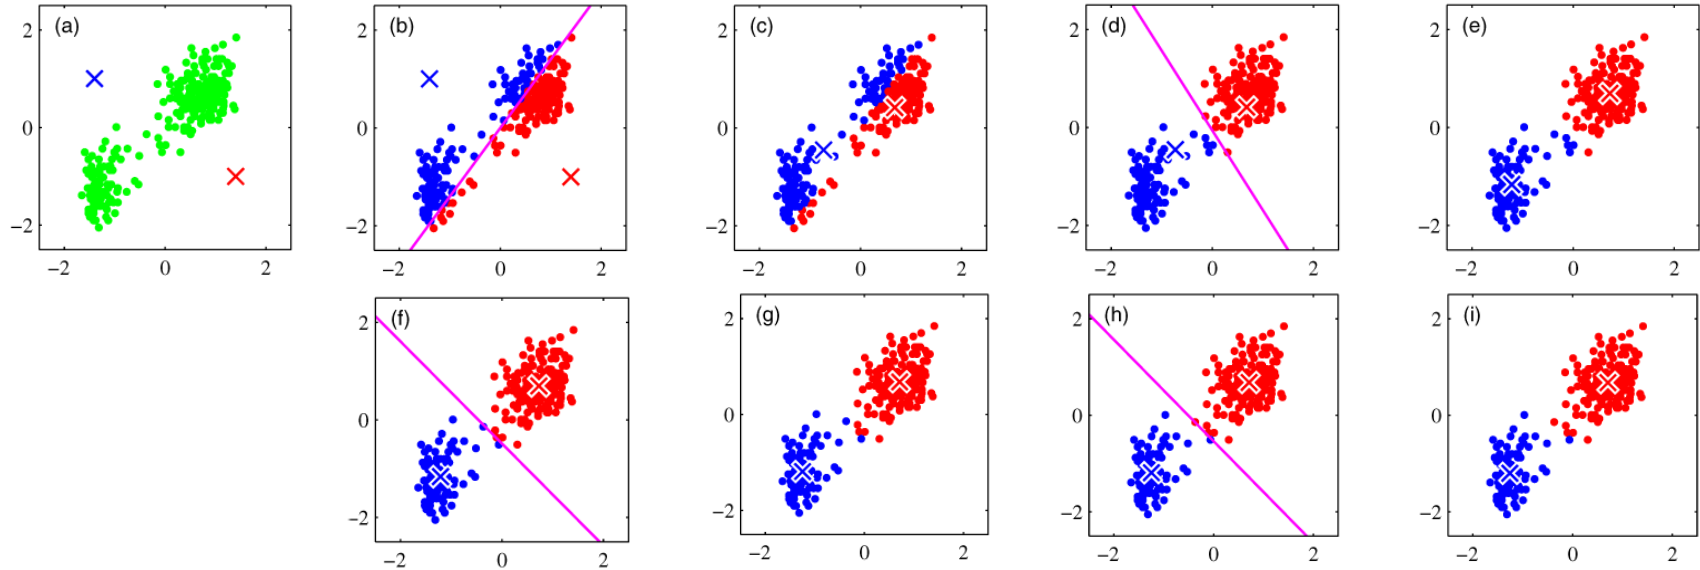 (a) (b) (c) (d) (e)
2 2 2 2 2
0 0 0 0 0
−2 −2 −2 −2 −2
−2 0 2 −2 0 2 −2 0 2 −2 0 2 −2 0 2
(f) (g) (h) (i)
2 2 2 2
0 0 0 0
−2 −2 −2 −2
−2 0 2 −2 0 2 −2 0 2 −2 0 2